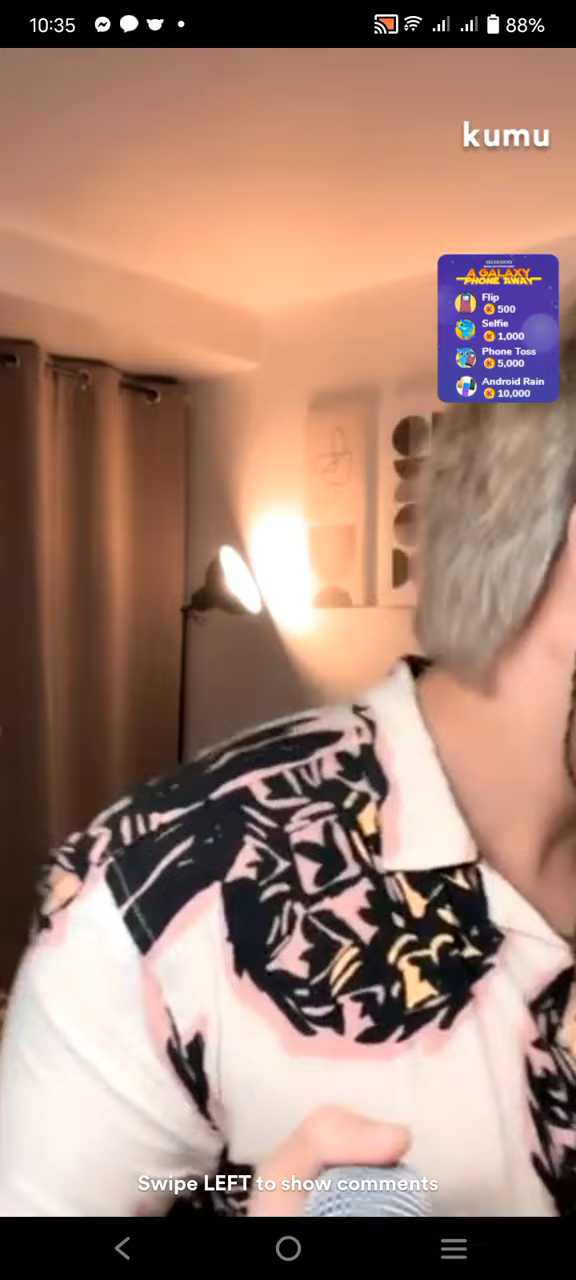 10:35
88%
kumu
A GALAXY
PHONE AWAY
Flip
500
Selfie
1,000
Phone Toss
5,000
Android Rain
10,000
Swipe LEFT to show comments